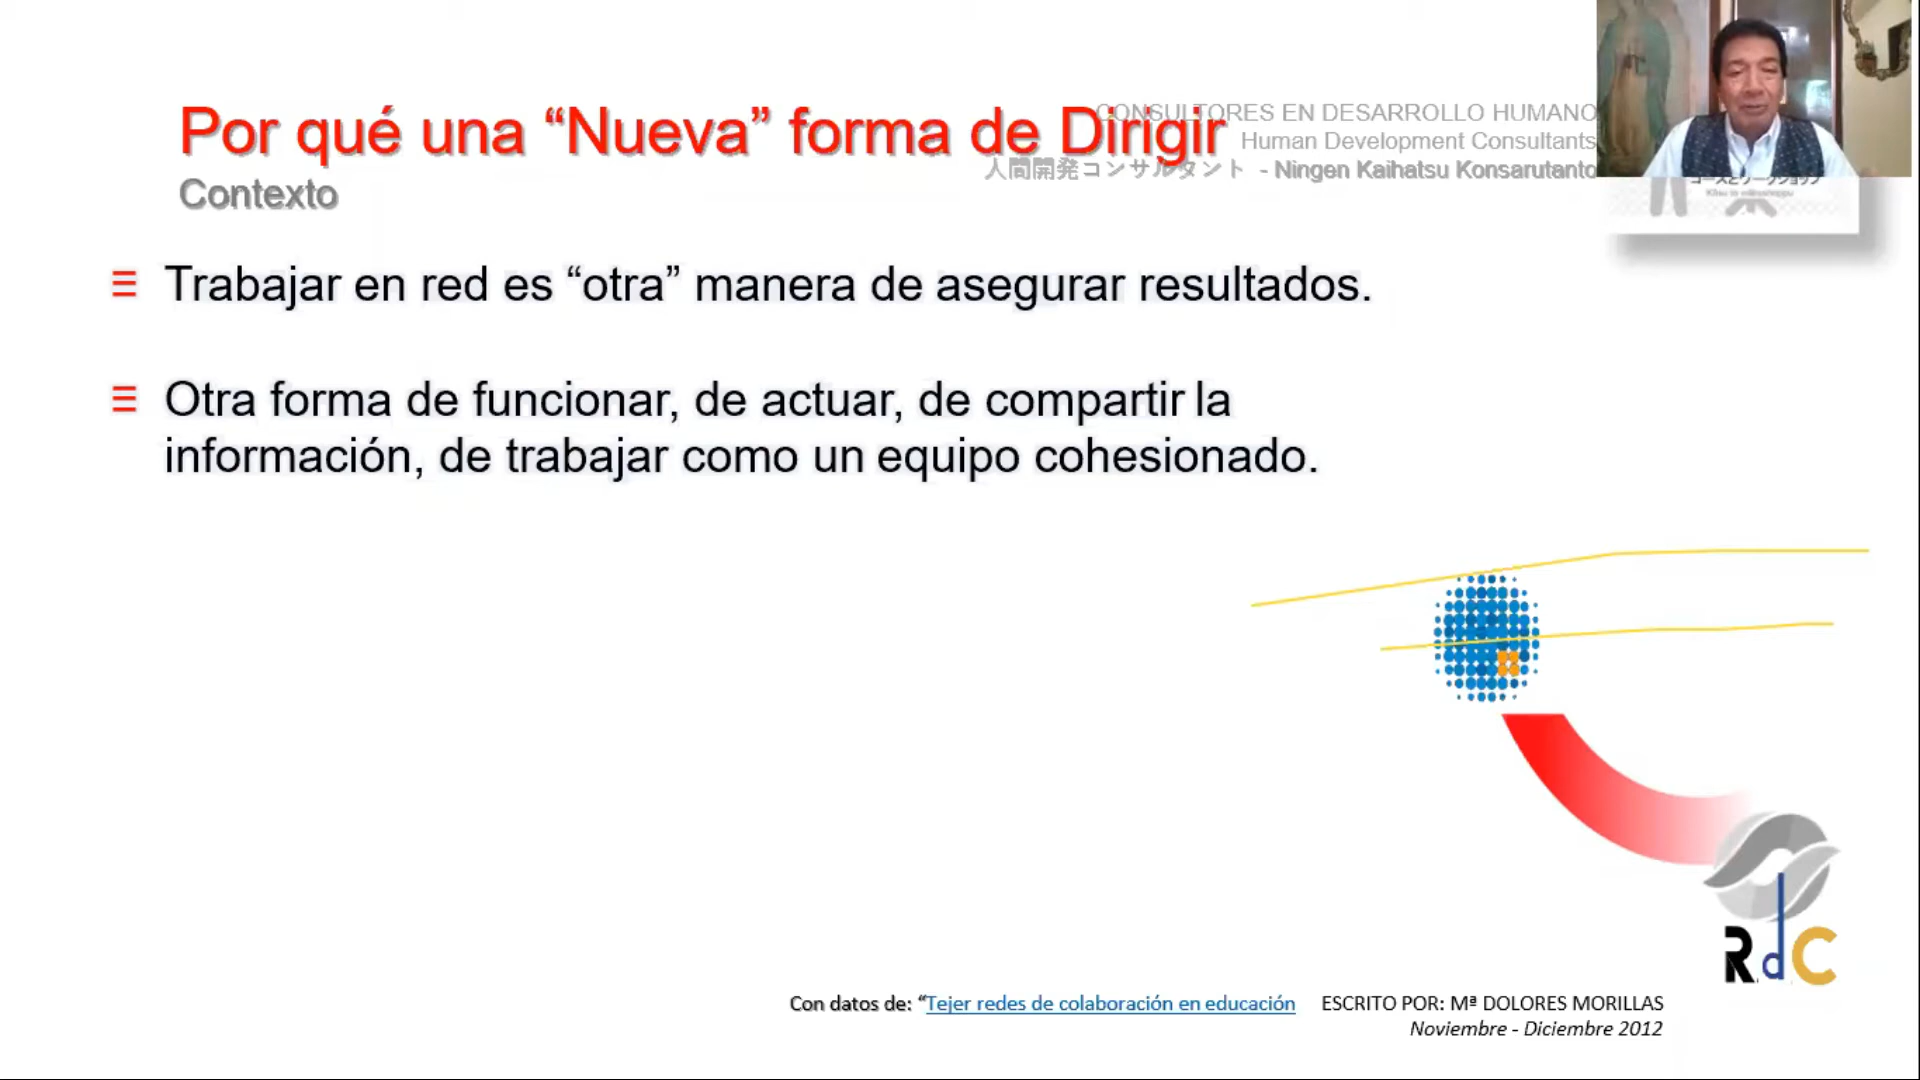 Por qué una “Nueva” forma de Dirigir
CONSULTORES EN DESARROLLO HUMANO
Human Development Consultants
人間開発コンサルタント - Ningen Kaihatsu Konsarutanto
Contexto
Trabajar en red es “otra” manera de asegurar resultados.
Otra forma de funcionar, de actuar, de compartir la
información, de trabajar como un equipo cohesionado.
RdC
Con datos de: “Tejer redes de colaboración en educación ESCRITO POR: Mª DOLORES MORILLAS
Noviembre - Diciembre 2012